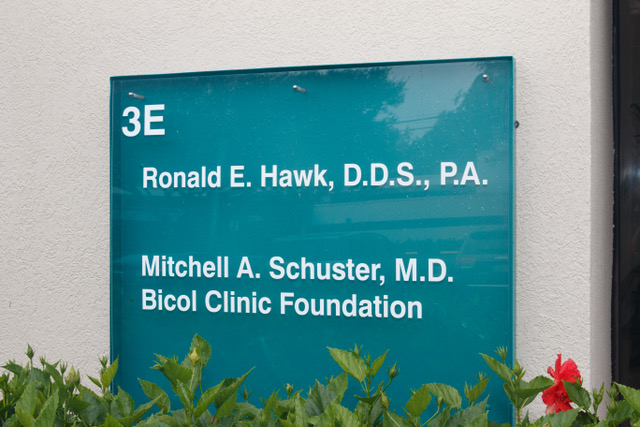 3E
Ronald E. Hawk, D.D.S., P.A.
Mitchell A. Schuster, M.D.
Bicol Clinic Foundation